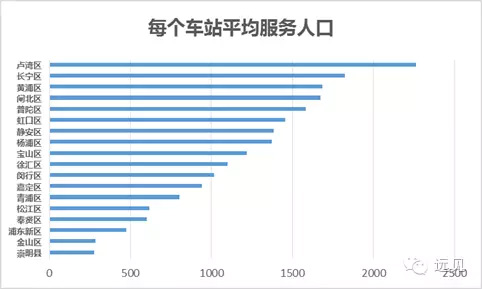 每个车站平均服务人口
卢湾区
长宁区
黄浦区
闸北区
普陀区
虹口区
静安区
杨浦区
宝山区
徐汇区
闵行区
嘉定区
青浦区
松江区
奉贤区
浦东新区
金山区
崇明县
0 500 1000 1500 2000 2500
远见